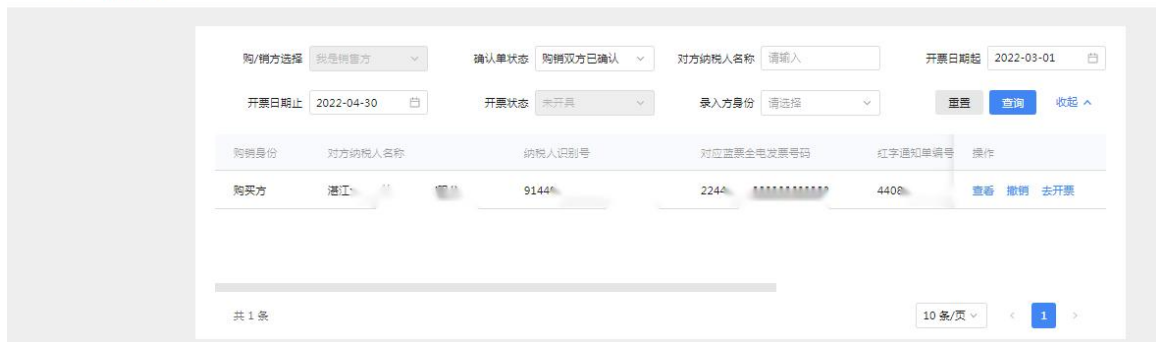 购/销方选择 我是销售方 确认单状态 购销双方已确认 对方纳税人名称 请输入 开票日期起 2022-03-01
开票日期止 2022-04-30 开票状态 未开具 录入方身份 请选择 重置 查询 收起
购销身份 对方纳税人名称 纳税人识别号 对应蓝票全电发票号码 红字通知单编号 操作
购买方 湛江 9144 2244 4408 查看 撤销 去开票
共 1 条 10 条/页 1